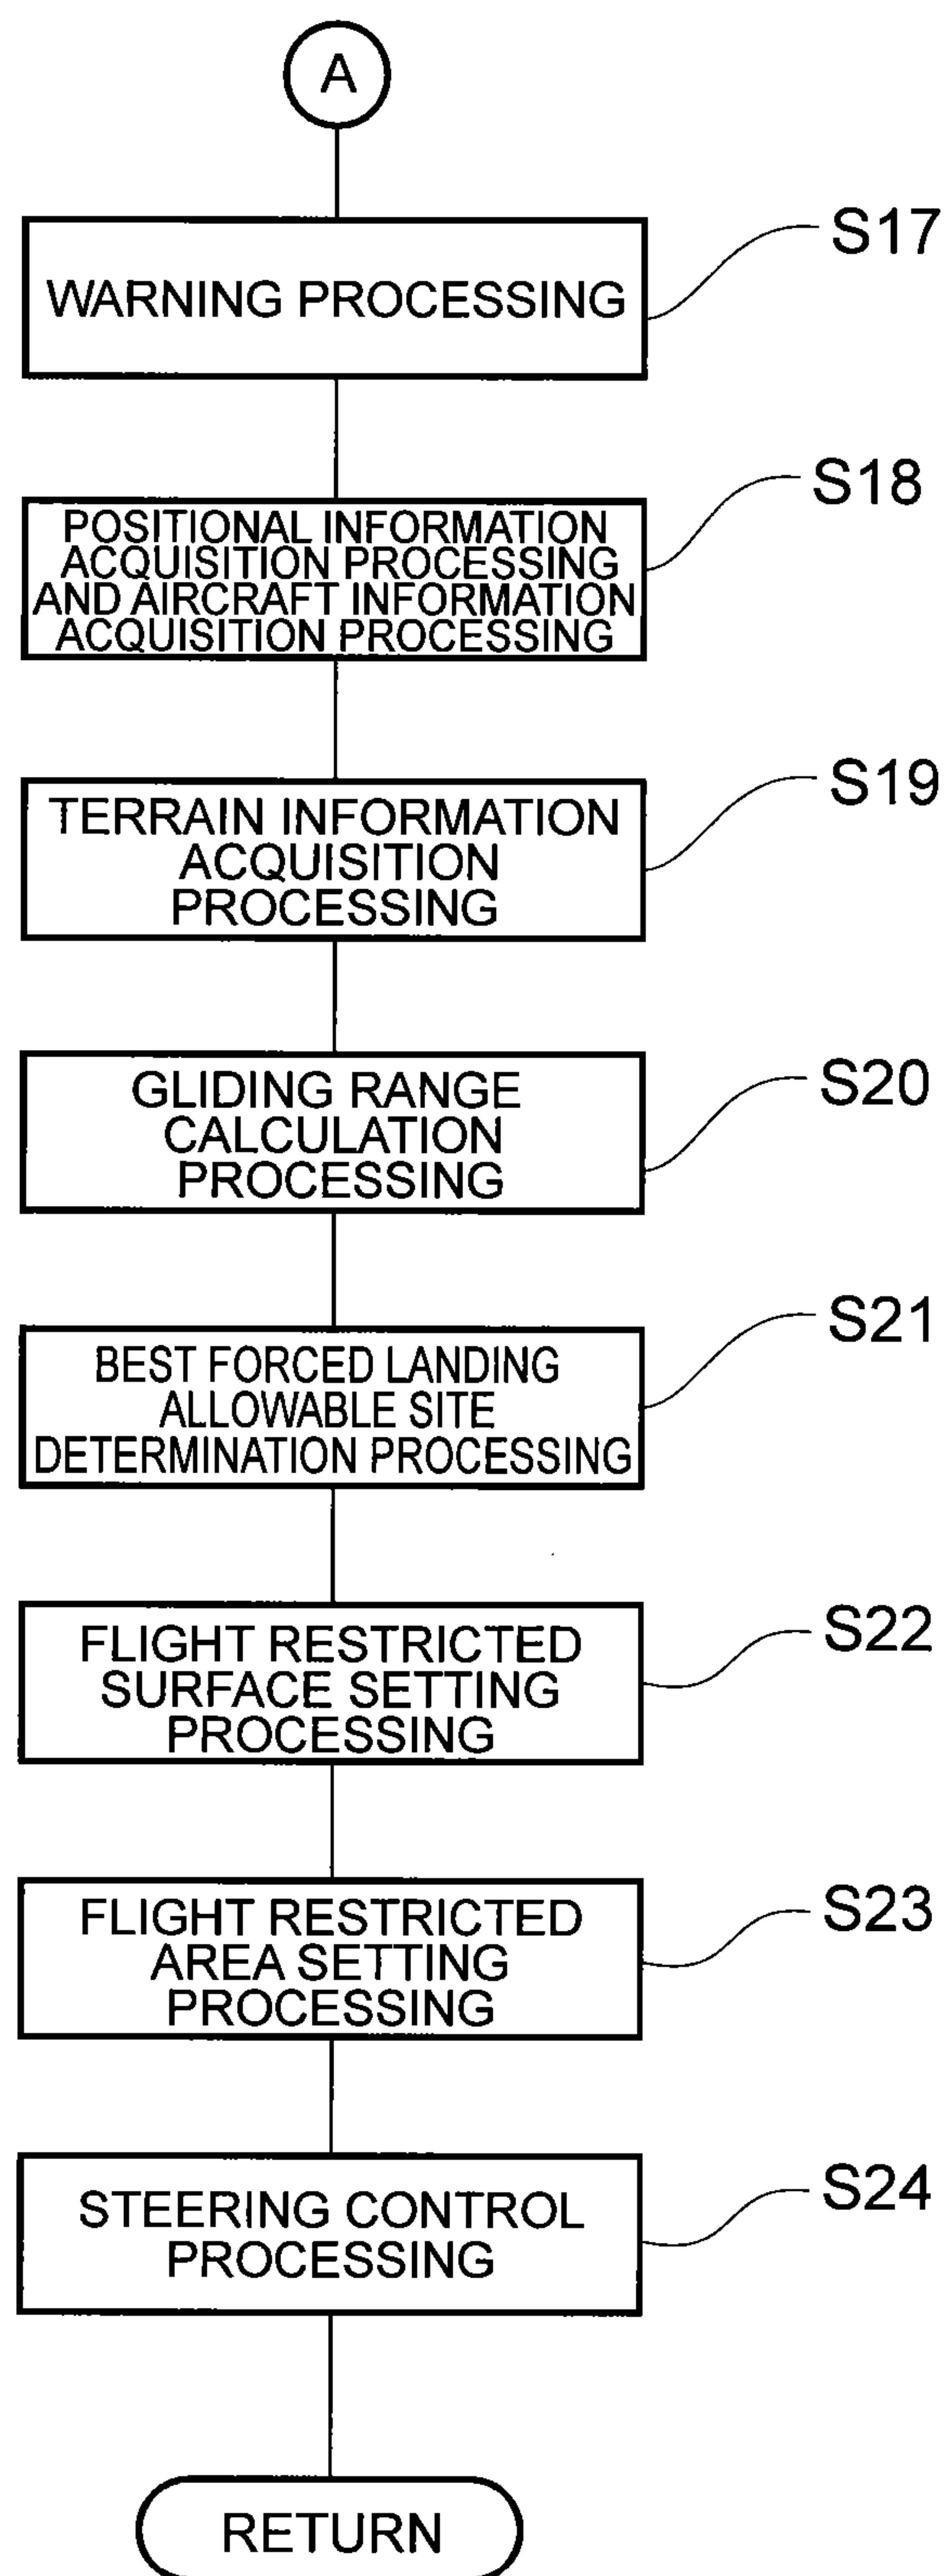 A
S17
WARNING PROCESSING
S18
POSITIONAL INFORMATION
ACQUISITION PROCESSING
AND AIRCRAFT INFORMATION
ACQUISITION PROCESSING
S19
TERRAIN INFORMATION
ACQUISITION
PROCESSING
S20
GLIDING RANGE
CALCULATION
PROCESSING
S21
BEST FORCED LANDING
ALLOWABLE SITE
DETERMINATION PROCESSING
S22
FLIGHT RESTRICTED
SURFACE SETTING
PROCESSING
S23
FLIGHT RESTRICTED
AREA SETTING
PROCESSING
S24
STEERING CONTROL
PROCESSING
RETURN